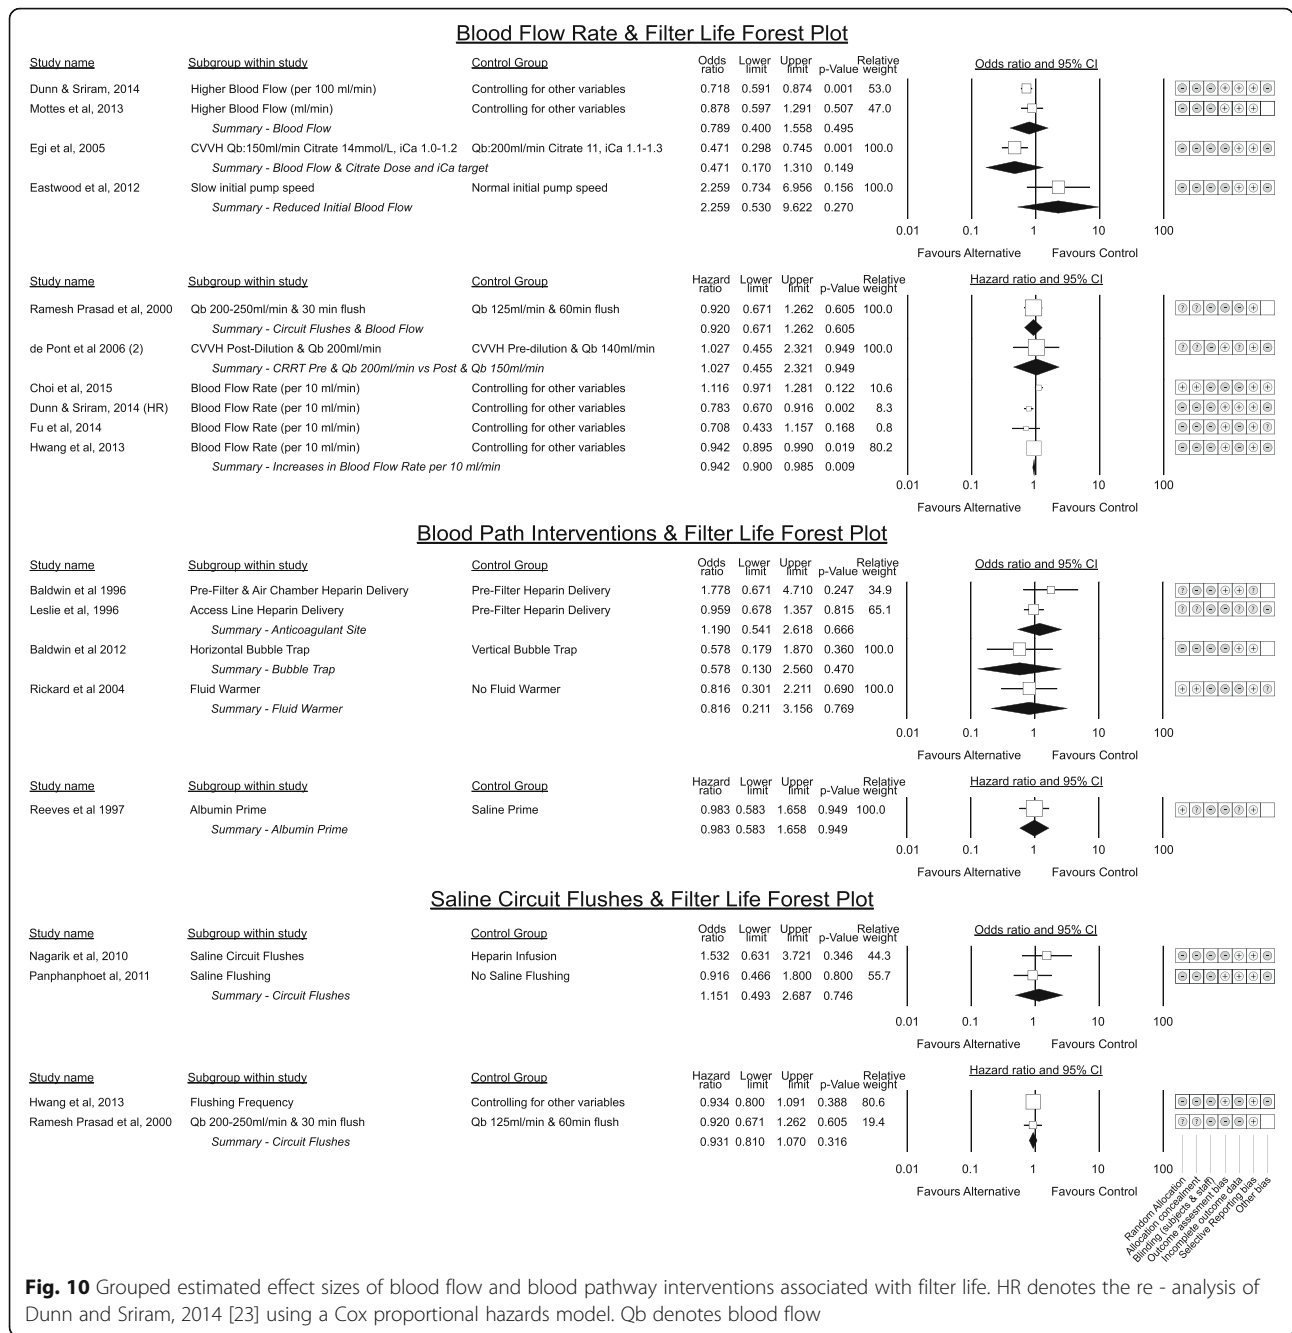 Blood Flow Rate & Filter Life Forest Plot
Study name Subgroup within study Control Group Odds ratio Lower limit Upper limit p-Value Relative weight Odds ratio and 95% CI
Dunn & Sriram, 2014 Higher Blood Flow (per 100 ml/min) Controlling for other variables 0.718 0.591 0.874 0.001 53.0
Mottes et al, 2013 Higher Blood Flow (ml/min) Controlling for other variables 0.878 0.597 1.291 0.507 47.0
Summary - Blood Flow 0.789 0.400 1.558 0.495
Egi et al, 2005 CVVH Qb:150ml/min Citrate 14mmol/L, iCa 1.0-1.2 Qb:200ml/min Citrate 11, iCa 1.1-1.3 0.471 0.298 0.745 0.001 100.0
Summary - Blood Flow & Citrate Dose and iCa target 0.471 0.170 1.310 0.149
Eastwood et al, 2012 Slow initial pump speed Normal initial pump speed 2.259 0.734 6.956 0.156 100.0
Summary - Reduced Initial Blood Flow 2.259 0.530 9.622 0.270
0.01 0.1 1 10 100
Favours Alternative Favours Control
Study name Subgroup within study Control Group Hazard ratio Lower limit Upper limit p-Value Relative weight Hazard ratio and 95% CI
Ramesh Prasad et al, 2000 Qb 200-250ml/min & 30 min flush Qb 125ml/min & 60min flush 0.920 0.671 1.262 0.605 100.0
Summary - Circuit Flushes & Blood Flow 0.920 0.671 1.262 0.605
de Pont et al 2006 (2) CVVH Post-Dilution & Qb 200ml/min CVVH Pre-dilution & Qb 140ml/min 1.027 0.455 2.321 0.949 100.0
Summary - CRRT Pre & Qb 200ml/min vs Post & Qb 150ml/min 1.027 0.455 2.321 0.949
Choi et al, 2015 Blood Flow Rate (per 10 ml/min) Controlling for other variables 1.116 0.971 1.281 0.122 10.6
Dunn & Sriram, 2014 (HR) Blood Flow Rate (per 10 ml/min) Controlling for other variables 0.783 0.670 0.916 0.002 8.3
Fu et al, 2014 Blood Flow Rate (per 10 ml/min) Controlling for other variables 0.708 0.433 1.157 0.168 0.8
Hwang et al, 2013 Blood Flow Rate (per 10 ml/min) Controlling for other variables 0.942 0.895 0.990 0.019 80.2
Summary - Increases in Blood Flow Rate per 10 ml/min 0.942 0.900 0.985 0.009
0.01 0.1 1 10 100
Favours Alternative Favours Control
Blood Path Interventions & Filter Life Forest Plot
Study name Subgroup within study Control Group Odds ratio Lower limit Upper limit p-Value Relative weight Odds ratio and 95% CI
Baldwin et al 1996 Pre-Filter & Air Chamber Heparin Delivery Pre-Filter Heparin Delivery 1.778 0.671 4.710 0.247 34.9
Leslie et al, 1996 Access Line Heparin Delivery Pre-Filter Heparin Delivery 0.959 0.678 1.357 0.815 65.1
Summary - Anticoagulant Site 1.190 0.541 2.618 0.666
Baldwin et al 2012 Horizontal Bubble Trap Vertical Bubble Trap 0.578 0.179 1.870 0.360 100.0
Summary - Bubble Trap 0.578 0.130 2.560 0.470
Rickard et al 2004 Fluid Warmer No Fluid Warmer 0.816 0.301 2.211 0.690 100.0
Summary - Fluid Warmer 0.816 0.211 3.156 0.769
0.01 0.1 1 10 100
Favours Alternative Favours Control
Study name Subgroup within study Control Group Hazard ratio Lower limit Upper limit p-Value Relative weight Hazard ratio and 95% CI
Reeves et al 1997 Albumin Prime Saline Prime 0.983 0.583 1.658 0.949 100.0
Summary - Albumin Prime 0.983 0.583 1.658 0.949
0.01 0.1 1 10 100
Favours Alternative Favours Control
Saline Circuit Flushes & Filter Life Forest Plot
Study name Subgroup within study Control Group Odds ratio Lower limit Upper limit p-Value Relative weight Odds ratio and 95% CI
Nagarik et al, 2010 Saline Circuit Flushes Heparin Infusion 1.532 0.631 3.721 0.346 44.3
Panphanphoet al, 2011 Saline Flushing No Saline Flushing 0.916 0.466 1.800 0.800 55.7
Summary - Circuit Flushes 1.151 0.493 2.687 0.746
0.01 0.1 1 10 100
Favours Alternative Favours Control
Study name Subgroup within study Control Group Hazard ratio Lower limit Upper limit p-Value Relative weight Hazard ratio and 95% CI
Hwang et al, 2013 Flushing Frequency Controlling for other variables 0.934 0.800 1.091 0.388 80.6
Ramesh Prasad et al, 2000 Qb 200-250ml/min & 30 min flush Qb 125ml/min & 60min flush 0.920 0.671 1.262 0.605 19.4
Summary - Circuit Flushes 0.931 0.810 1.070 0.316
0.01 0.1 1 10 100
Favours Alternative Favours Control
Random Allocation
Allocation concealment
Blinding (subjects & staff)
Outcome assesment bias
Incomplete outcome data
Selective Reporting bias
Other bias
Fig. 10 Grouped estimated effect sizes of blood flow and blood pathway interventions associated with filter life. HR denotes the re - analysis of
Dunn and Sriram, 2014 [23] using a Cox proportional hazards model. Qb denotes blood flow